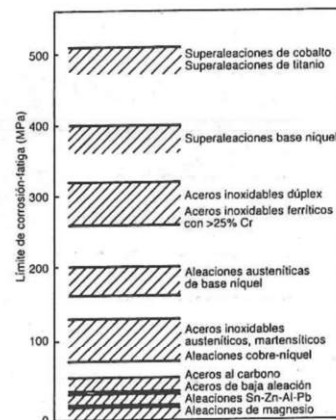 Límite de corrosión-fatiga (MPa)
500
400
300
200
100
0
Superaleaciones de cobalto
Superaleaciones de titanio
Superaleaciones base níquel
Aceros inoxidables dúplex
Aceros inoxidables ferríticos
con >25% Cr
Aleaciones austeníticas
de base níquel
Aceros inoxidables
austeníticos, martensíticos
Aleaciones cobre-níquel
Aceros al carbono
Aceros de baja aleación
Aleaciones Sn-Zn-Al-Pb
Aleaciones de magnesio